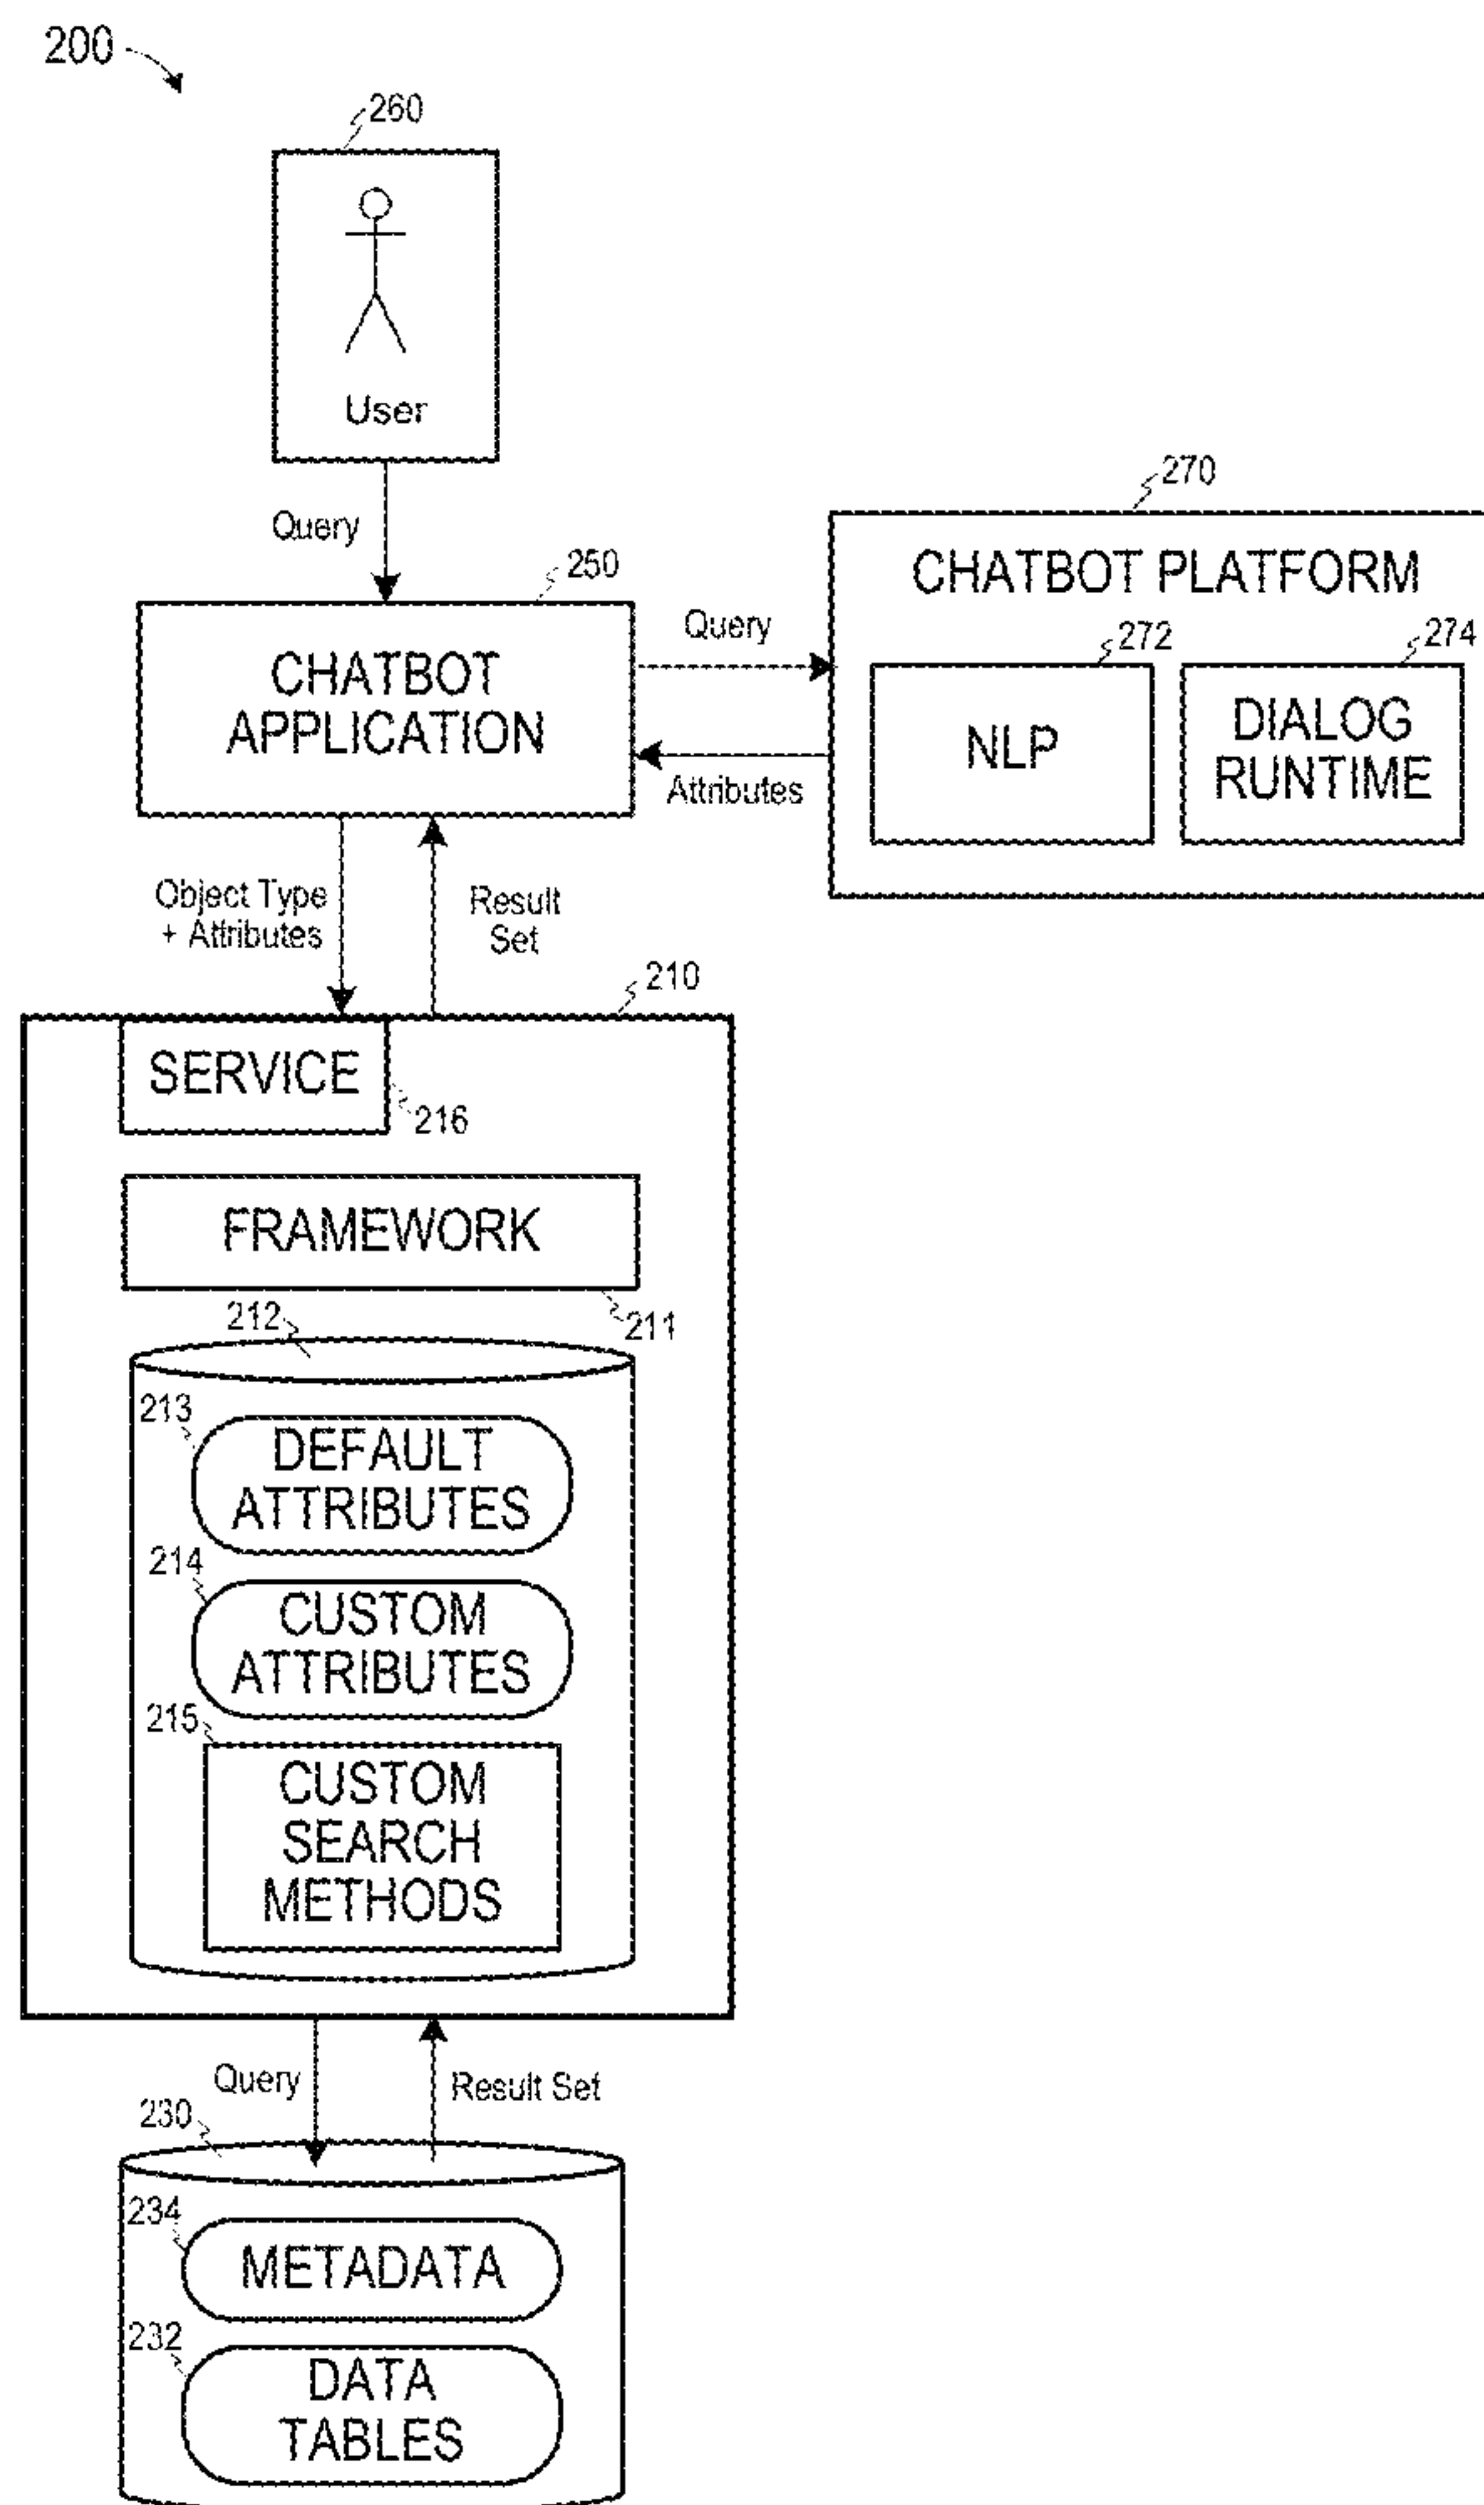 200
260
User
Query
250
CHATBOT
APPLICATION
Query
Attributes
270
CHATBOT PLATFORM
272
NLP
274
DIALOG
RUNTIME
Object Type
+ Attributes
Result
Set
210
SERVICE
216
FRAMEWORK
211
212
213
DEFAULT
ATTRIBUTES
214
CUSTOM
ATTRIBUTES
215
CUSTOM
SEARCH
METHODS
Query
Result Set
230
234
METADATA
232
DATA
TABLES